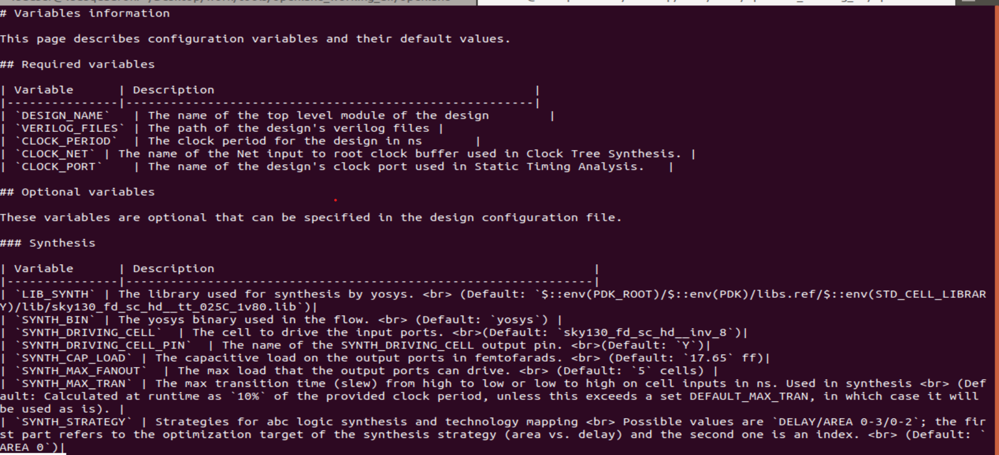 # Variables information
This page describes configuration variables and their default values.
## Required variables
| Variable      | Description                                           |
|---------------|-------------------------------------------------------|
| `DESIGN_NAME`   | The name of the top level module of the design        |
| `VERILOG_FILES` | The path of the design's verilog files |
| `CLOCK_PERIOD`  | The clock period for the design in ns       |
| `CLOCK_NET` | The name of the Net input to root clock buffer used in Clock Tree Synthesis. |
| `CLOCK_PORT`    | The name of the design's clock port used in Static Timing Analysis.   |
## Optional variables
These variables are optional that can be specified in the design configuration file.
### Synthesis
| Variable      | Description                                                   |
|---------------|---------------------------------------------------------------|
| `LIB_SYNTH` | The library used for synthesis by yosys. <br> (Default: `$::env(PDK_ROOT)/$::env(PDK)/libs.ref/$::env(STD_CELL_LIBRAR
Y)/lib/sky130_fd_sc_hd__tt_025C_1v80.lib`)|
| `SYNTH_BIN` | The yosys binary used in the flow. <br> (Default: `yosys`) |
| `SYNTH_DRIVING_CELL`  | The cell to drive the input ports. <br>(Default: `sky130_fd_sc_hd__inv_8`)|
| `SYNTH_DRIVING_CELL_PIN`  | The name of the SYNTH_DRIVING_CELL output pin. <br>(Default: `Y`)|
| `SYNTH_CAP_LOAD` | The capacitive load on the output ports in femtofarads. <br> (Default: `17.65` ff)|
| `SYNTH_MAX_FANOUT`  | The max load that the output ports can drive. <br> (Default: `5` cells) |
| `SYNTH_MAX_TRAN` | The max transition time (slew) from high to low or low to high on cell inputs in ns. Used in synthesis <br> (Def
ault: Calculated at runtime as `10%` of the provided clock period, unless this exceeds a set DEFAULT_MAX_TRAN, in which case it will
be used as is). |
| `SYNTH_STRATEGY` | Strategies for abc logic synthesis and technology mapping <br> Possible values are `DELAY/AREA 0-3/0-2`; the fir
st part refers to the optimization target of the synthesis strategy (area vs. delay) and the second one is an index. <br> (Default: `
AREA 0`)|